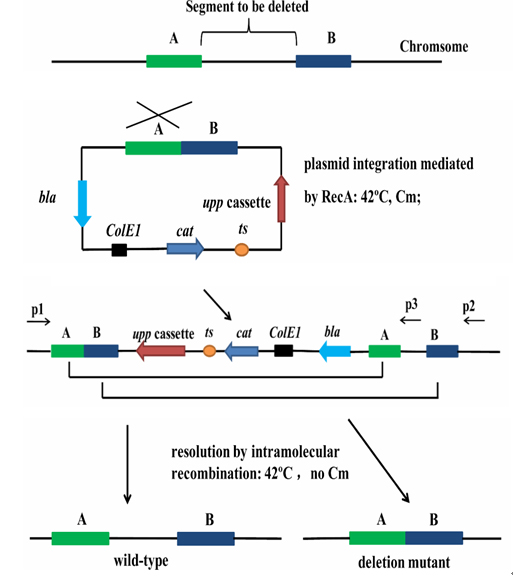 Segment to be deleted
A
B
Chromsome
A
B
plasmid integration mediated
by RecA: 42ºC, Cm;
bla
upp cassette
ColE1
cat
ts
p1
p3
p2
A
B
upp cassette
ts
cat
ColE1
bla
A
B
resolution by intramolecular
recombination: 42°C , no Cm
A
B
A
B
wild-type
deletion mutant